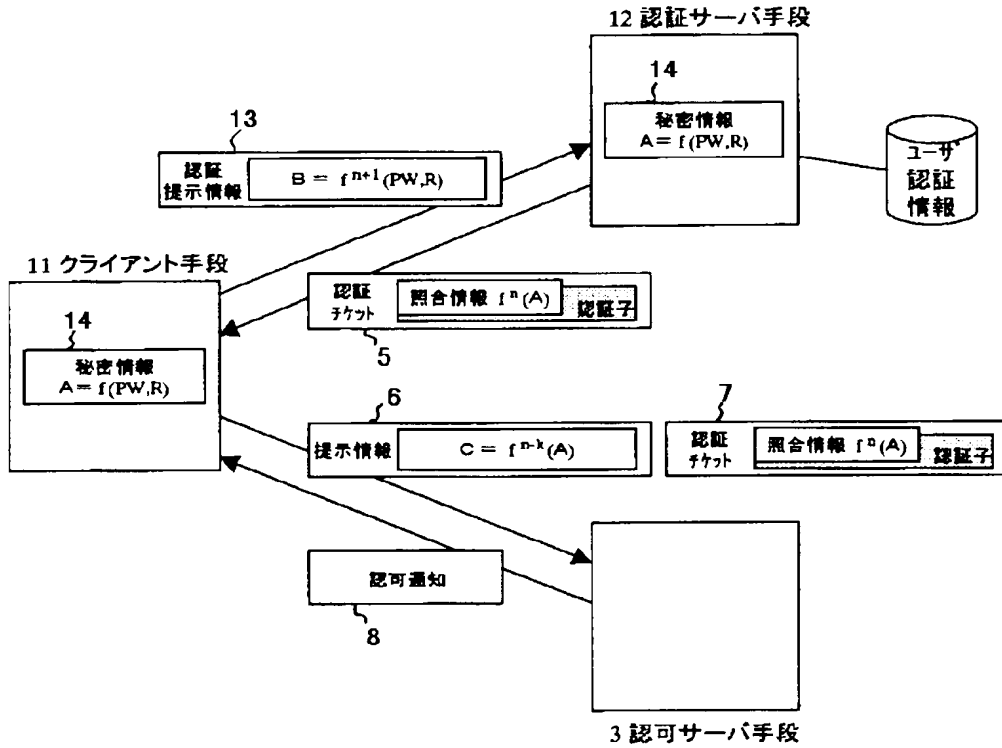 12 認証サーバ手段
14
秘密情報
A = f(PW,R)
ユーザ
認証
情報
13
認証
提示情報
B = f^{n+1}(PW,R)
11 クライアント手段
14
秘密情報
A = f(PW,R)
認証
チケット
照合情報 f^n(A)
認証子
5
6
提示情報
C = f^{n-k}(A)
7
認証
チケット
照合情報 f^n(A)
認証子
認可通知
8
3 認可サーバ手段